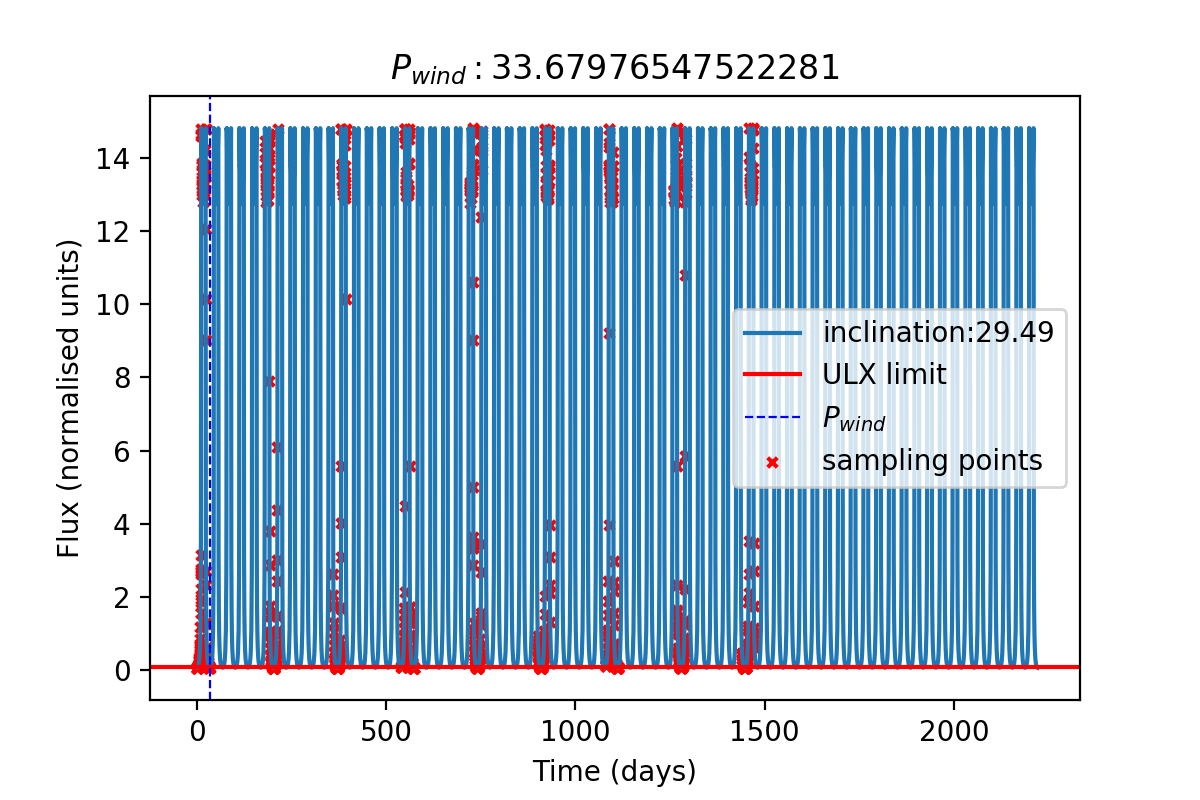 P_wind : 33.67976547522281
14
12
10
8
6
4
2
0
Flux (normalised units)
inclination:29.49
ULX limit
P_wind
sampling points
0 500 1000 1500 2000
Time (days)